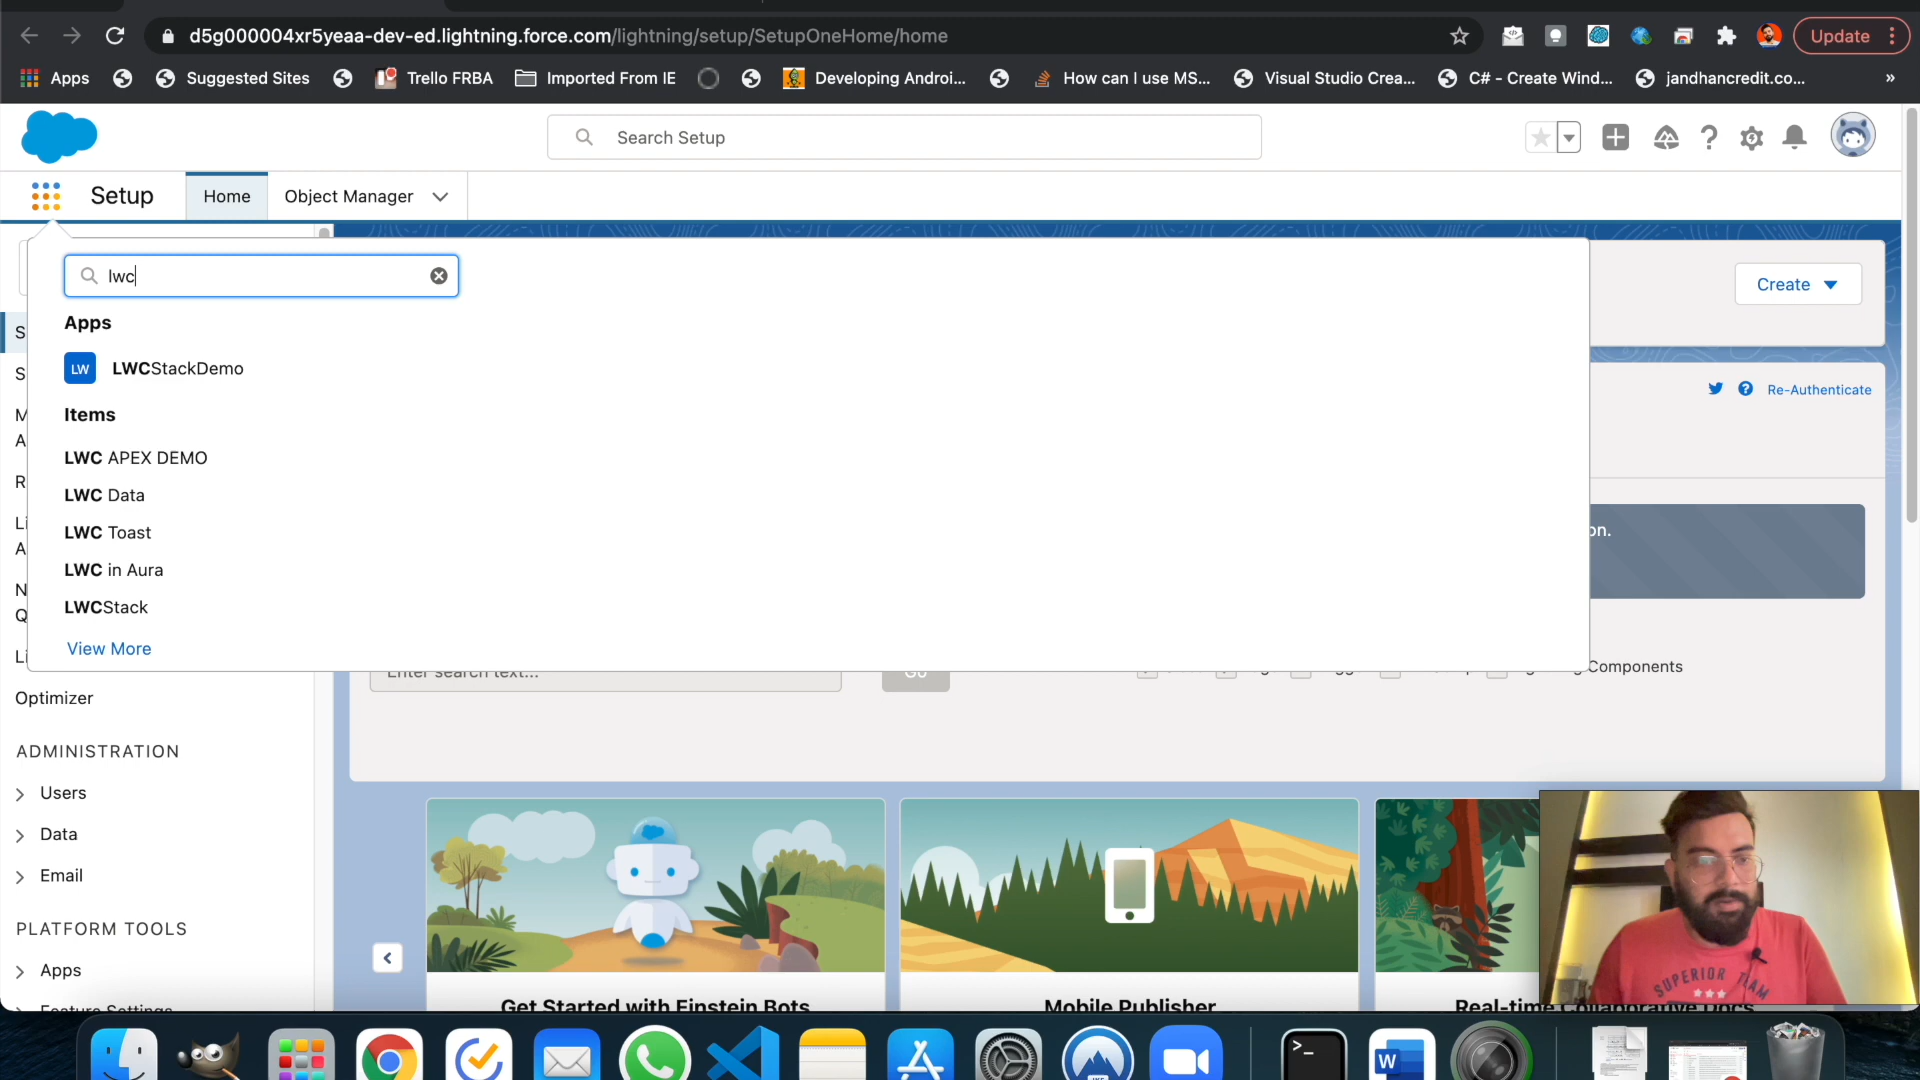 d5g000004xr5yeaa-dev-ed.lightning.force.com/lightning/setup/SetupOneHome/home
Update
Apps
Suggested Sites
Trello FRBA
Imported From IE
Developing Androi...
How can I use MS...
Visual Studio Crea...
C# - Create Wind...
jandhancredit.co...
»
Search Setup
Setup
Home
Object Manager
lwc
Create
Apps
S
LW LWCStackDemo
S
Re-Authenticate
Items
M
A
LWC APEX DEMO
R
LWC Data
Li
LWC Toast
on.
A
LWC in Aura
N
LWCStack
Q
View More
Li
Enter search text...
Go
Components
Optimizer
ADMINISTRATION
Users
Data
Email
PLATFORM TOOLS
Apps
Feature Settings
Get Started with Einstein Bots
Mobile Publisher
Real-time Collaborative Docs
SUPERIOR TEAM
>_
W